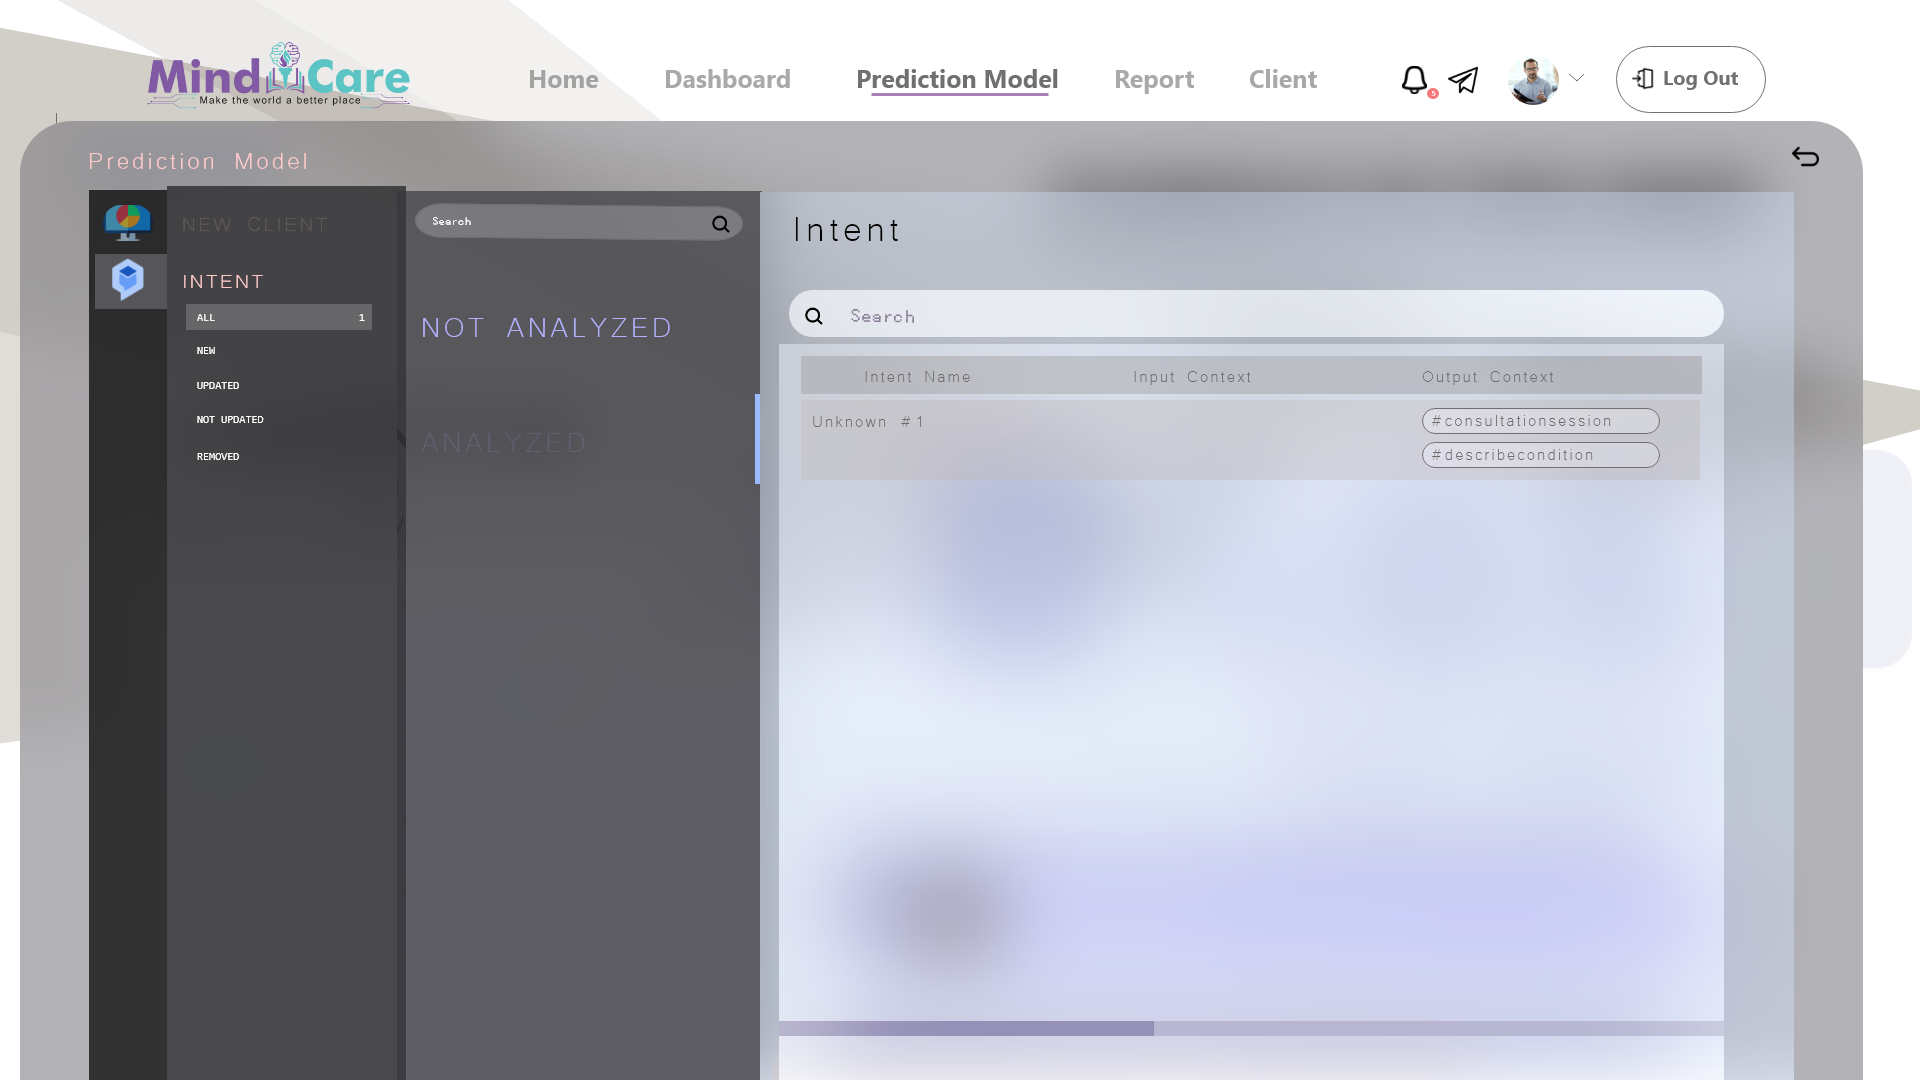 MindCare
Make the world a better place
Home
Dashboard
Prediction Model
Report
Client
5
Log Out
Prediction Model
NEW CLIENT
INTENT
ALL 1
NEW
UPDATED
NOT UPDATED
REMOVED
Search
NOT ANALYZED
ANALYZED
Intent
Search
Intent Name Input Context Output Context
Unknown #1 #consultationsession
#describecondition